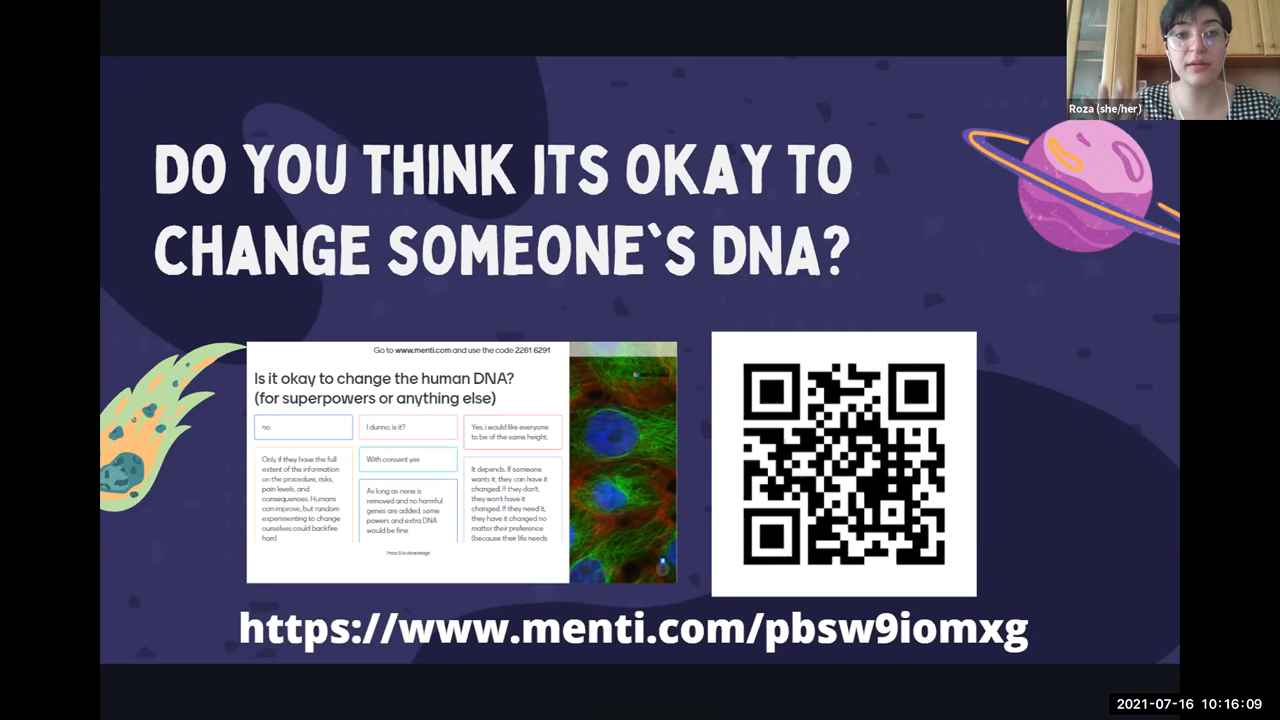 Roza (she/her)
DO YOU THINK ITS OKAY TO
CHANGE SOMEONE`S DNA?
Go to www.menti.com and use the code 2261 6291
Is it okay to change the human DNA?
(for superpowers or anything else)
no
Only if they have the full
extent of the information
on the procedure, risks,
pain levels, and
consequences. Humans
can improve, but random
experimenting to change
ourselves could backfire
hard
I dunno, is it?
With consent yes
As long as none is
removed and no harmful
genes are added, some
powers and extra DNA
would be fine
Yes, i would like everyone
to be of the same height.
It depends. If someone
wants it, they can have it
changed. If they don't,
they won't have it
changed. If they need it,
they have it changed no
matter their preference
(because their life needs
Press S to show image
https://www.menti.com/pbsw9iomxg
2021-07-16 10:16:09